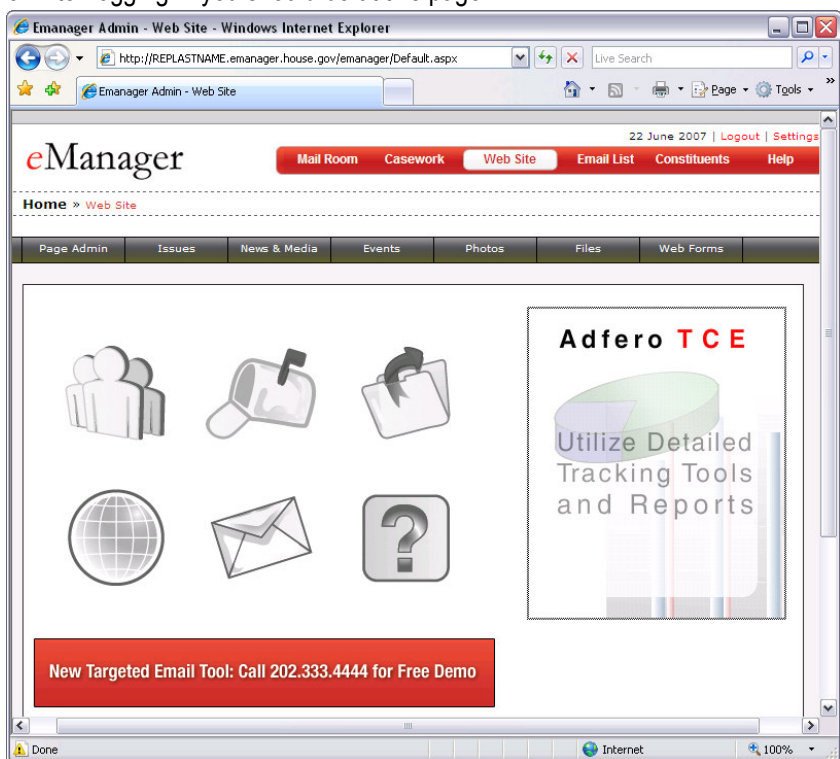 Emanager Admin - Web Site - Windows Internet Explorer
http://REPLASTNAME.emanager.house.gov/emanager/Default.aspx
Live Search
Emanager Admin - Web Site
Page
Tools
»
22 June 2007 | Logout | Settings
eManager
Mail Room Casework Web Site Email List Constituents Help
Home » Web Site
Page Admin Issues News & Media Events Photos Files Web Forms
Adfero TCE
Utilize Detailed
Tracking Tools
and Reports
?
New Targeted Email Tool: Call 202.333.4444 for Free Demo
Done
Internet
100%